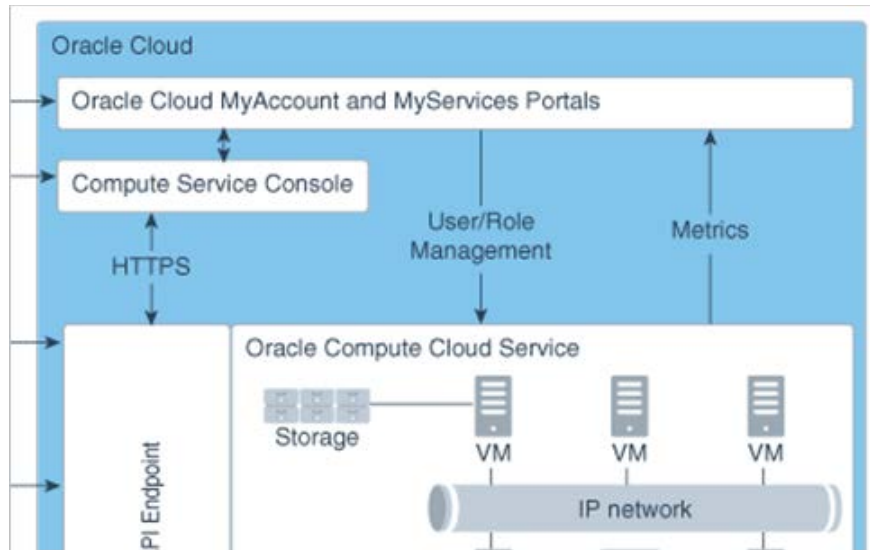 Oracle Cloud
Oracle Cloud MyAccount and MyServices Portals
Compute Service Console
User/Role
Management
Metrics
HTTPS
Oracle Compute Cloud Service
Storage
VM
VM
VM
PI Endpoint
IP network